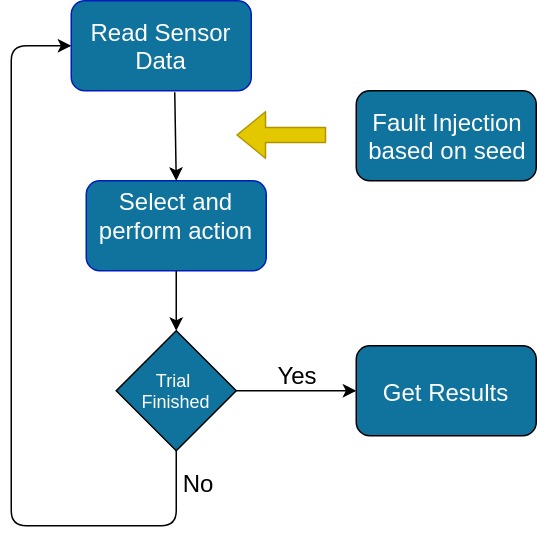 Read Sensor
Data
Fault Injection
based on seed
Select and
perform action
Trial
Finished
Yes
Get Results
No